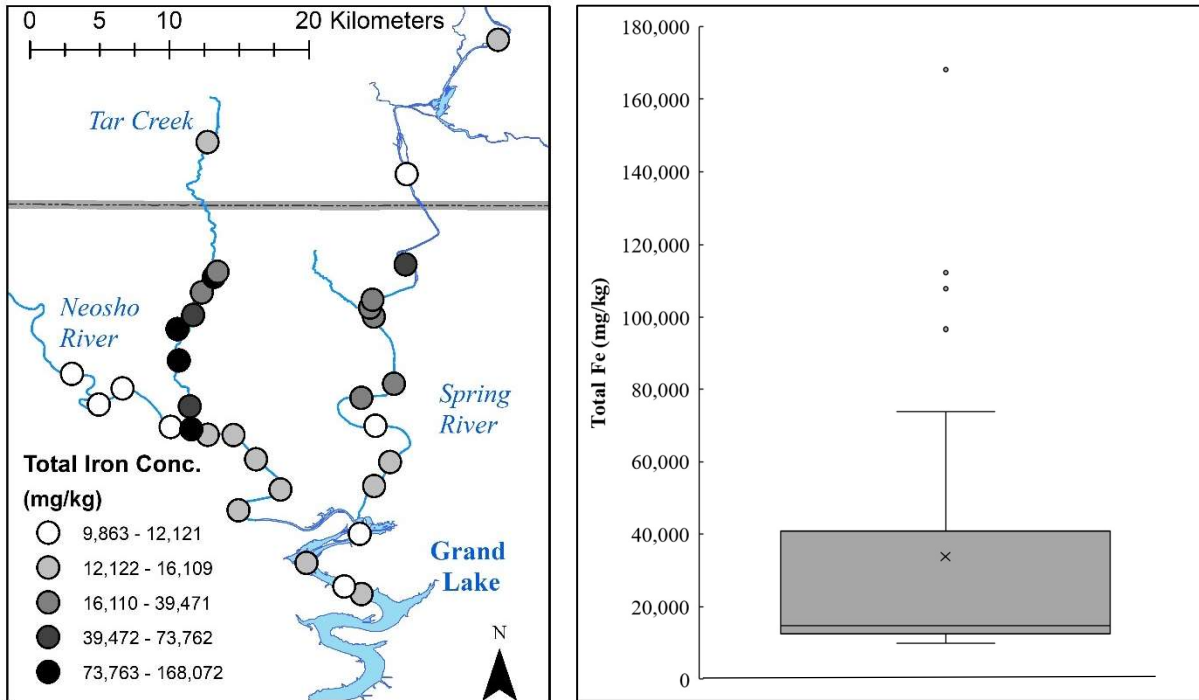 0 5 10 20 Kilometers
Tar Creek
Neosho
River
Spring
River
Total Iron Conc.
(mg/kg)
9,863 - 12,121
12,122 - 16,109
16,110 - 39,471
39,472 - 73,762
73,763 - 168,072
Grand
Lake
N
Total Fe (mg/kg)
180,000
160,000
140,000
120,000
100,000
80,000
60,000
40,000
20,000
0